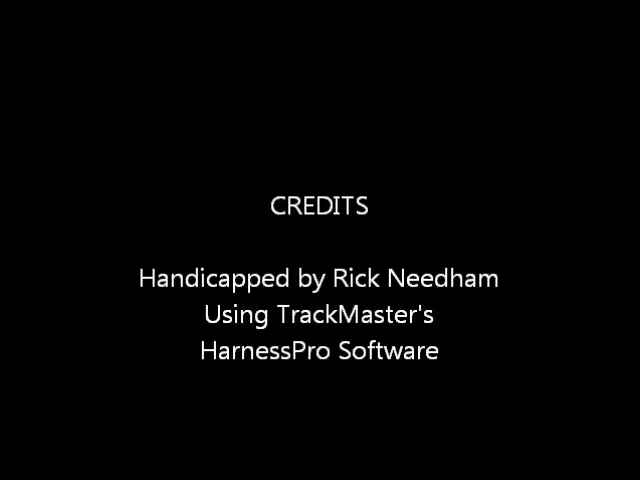 CREDITS
Handicapped by Rick Needham
Using TrackMaster's
HarnessPro Software